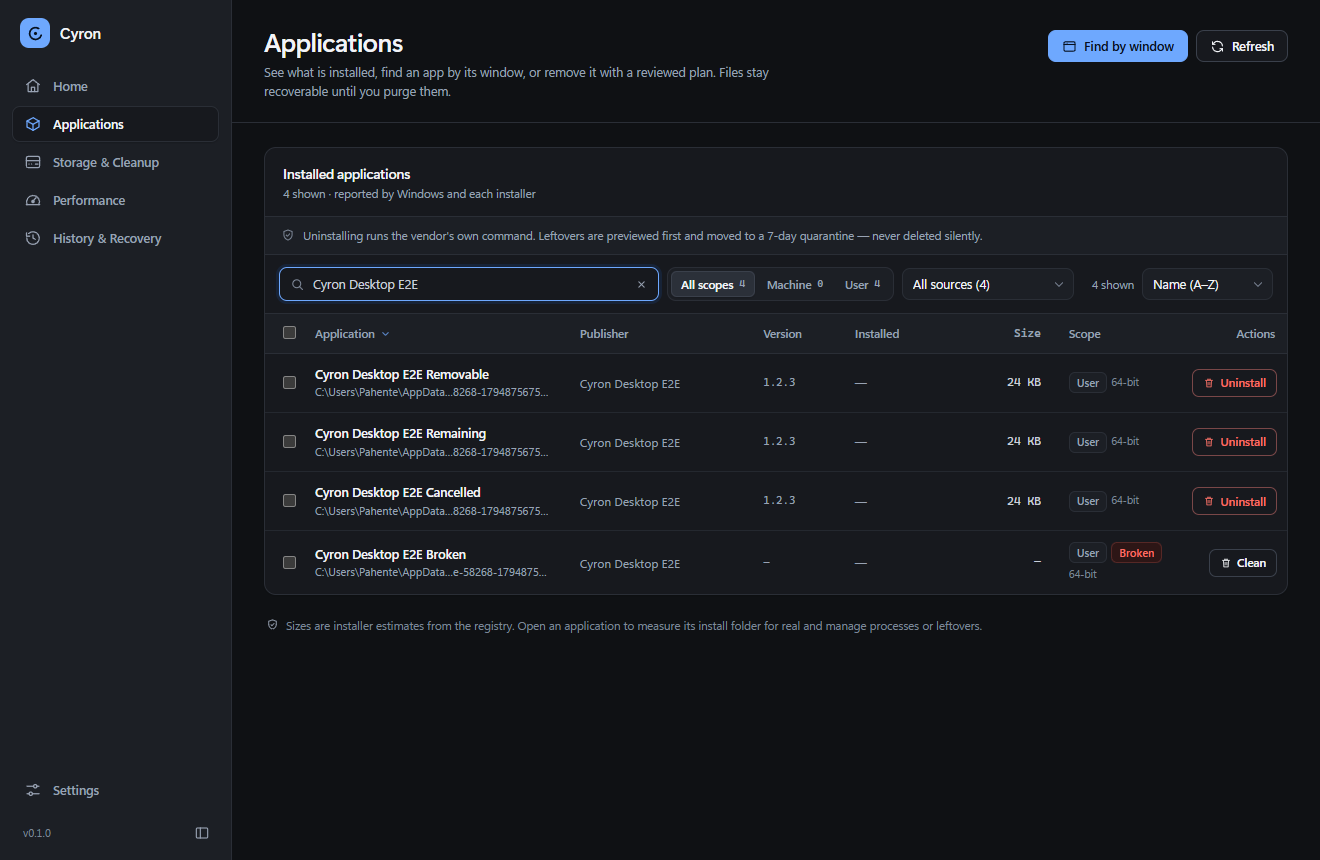 Cyron
Home
Applications
Storage & Cleanup
Performance
History & Recovery
Settings
v0.1.0
Applications
See what is installed, find an app by its window, or remove it with a reviewed plan. Files stay
recoverable until you purge them.
Find by window
Refresh
Installed applications
4 shown · reported by Windows and each installer
Uninstalling runs the vendor's own command. Leftovers are previewed first and moved to a 7-day quarantine — never deleted silently.
Cyron Desktop E2E
All scopes 4 Machine 0 User 4
All sources (4)
4 shown
Name (A–Z)
Application Publisher Version Installed Size Scope Actions
Cyron Desktop E2E Removable
C:\Users\Pahente\AppData...8268-1794875675...
Cyron Desktop E2E 1.2.3 — 24 KB User 64-bit Uninstall
Cyron Desktop E2E Remaining
C:\Users\Pahente\AppData...8268-1794875675...
Cyron Desktop E2E 1.2.3 — 24 KB User 64-bit Uninstall
Cyron Desktop E2E Cancelled
C:\Users\Pahente\AppData...8268-1794875675...
Cyron Desktop E2E 1.2.3 — 24 KB User 64-bit Uninstall
Cyron Desktop E2E Broken
C:\Users\Pahente\AppData...e-58268-1794875...
Cyron Desktop E2E – — – User Broken
64-bit
Clean
Sizes are installer estimates from the registry. Open an application to measure its install folder for real and manage processes or leftovers.